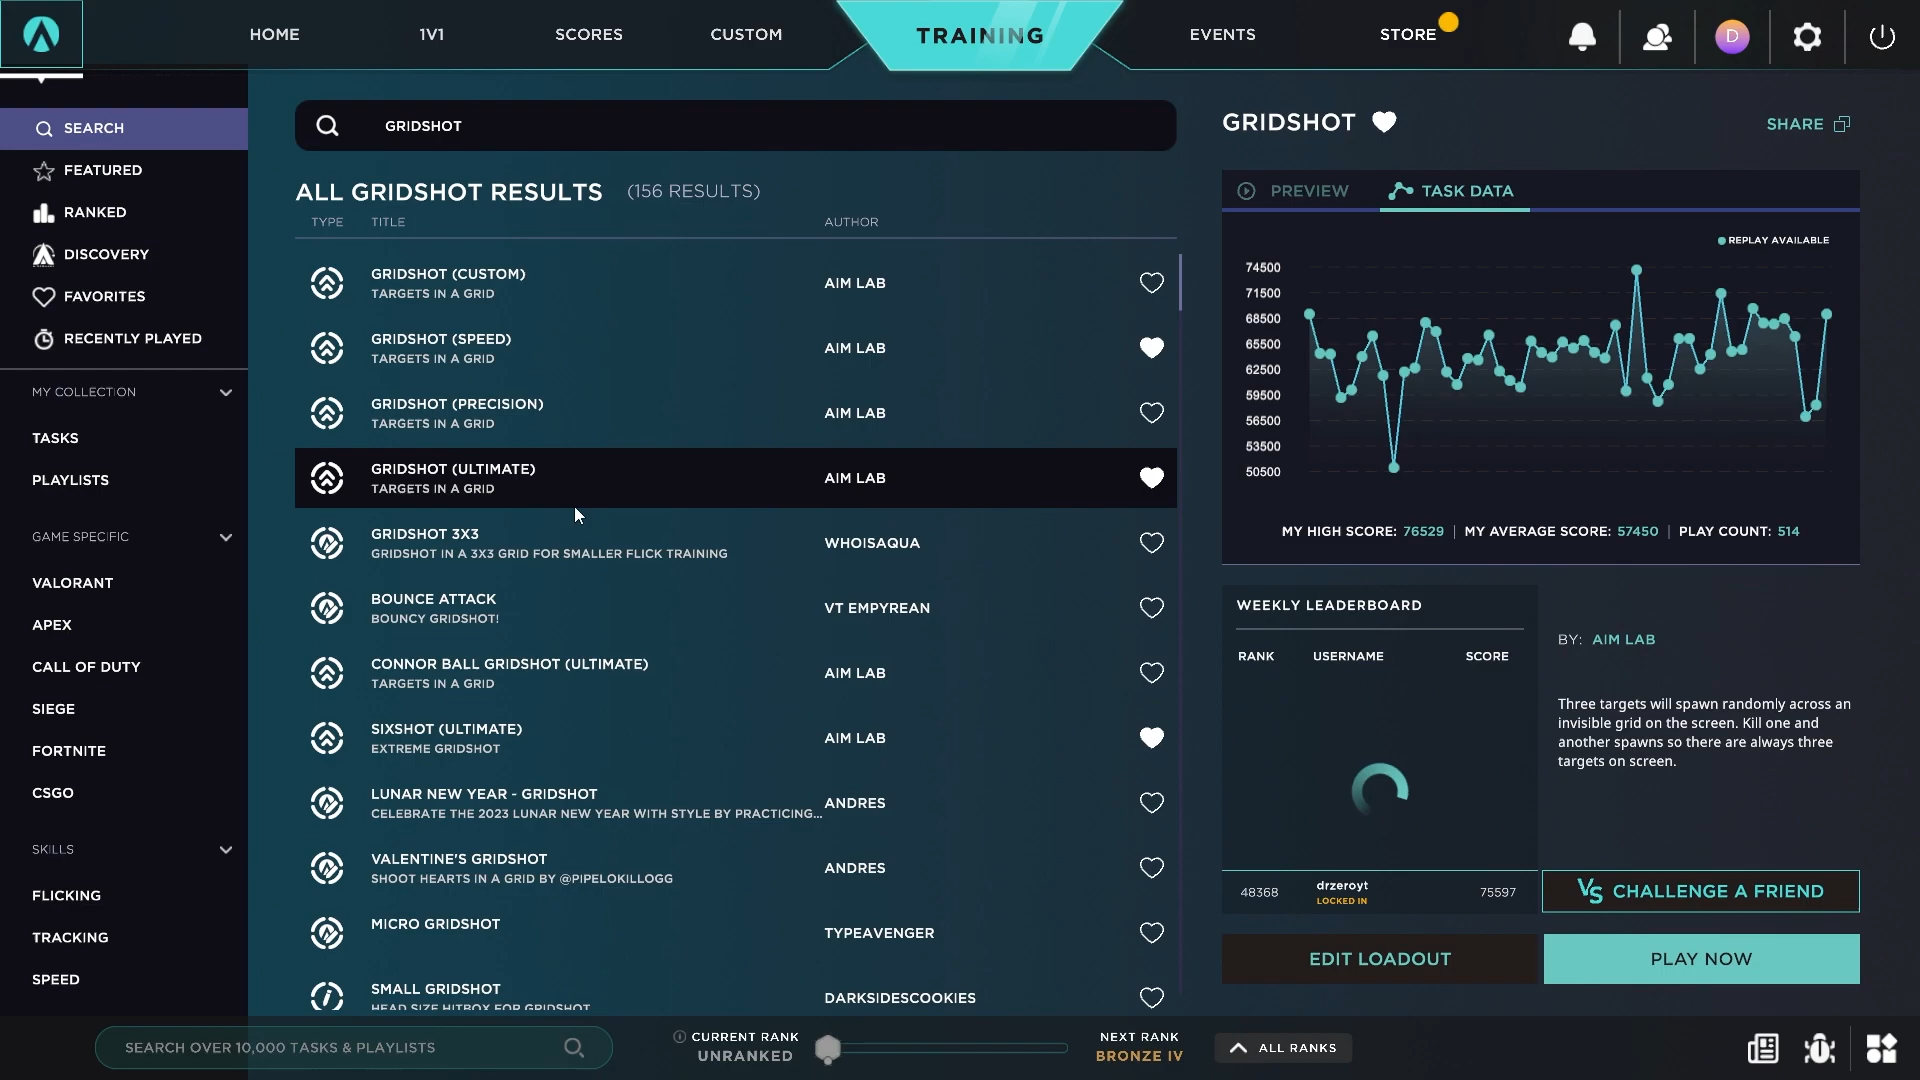 HOME
1V1
SCORES
CUSTOM
TRAINING
EVENTS
STORE
D
SEARCH
FEATURED
RANKED
DISCOVERY
FAVORITES
RECENTLY PLAYED
MY COLLECTION
TASKS
PLAYLISTS
GAME SPECIFIC
VALORANT
APEX
CALL OF DUTY
SIEGE
FORTNITE
CSGO
SKILLS
FLICKING
TRACKING
SPEED
GRIDSHOT
ALL GRIDSHOT RESULTS (156 RESULTS)
TYPE TITLE AUTHOR
GRIDSHOT (CUSTOM)
TARGETS IN A GRID
AIM LAB
GRIDSHOT (SPEED)
TARGETS IN A GRID
AIM LAB
GRIDSHOT (PRECISION)
TARGETS IN A GRID
AIM LAB
GRIDSHOT (ULTIMATE)
TARGETS IN A GRID
AIM LAB
GRIDSHOT 3X3
GRIDSHOT IN A 3X3 GRID FOR SMALLER FLICK TRAINING
WHOISAQUA
BOUNCE ATTACK
BOUNCY GRIDSHOT!
VT EMPYREAN
CONNOR BALL GRIDSHOT (ULTIMATE)
TARGETS IN A GRID
AIM LAB
SIXSHOT (ULTIMATE)
EXTREME GRIDSHOT
AIM LAB
LUNAR NEW YEAR - GRIDSHOT
CELEBRATE THE 2023 LUNAR NEW YEAR WITH STYLE BY PRACTICING...
ANDRES
VALENTINE'S GRIDSHOT
SHOOT HEARTS IN A GRID BY @PIPELOKILLOGG
ANDRES
MICRO GRIDSHOT
TYPEAVENGER
SMALL GRIDSHOT
HEAD SIZE HITBOX FOR GRIDSHOT
DARKSIDESCOOKIES
GRIDSHOT
SHARE
PREVIEW
TASK DATA
REPLAY AVAILABLE
74500
71500
68500
65500
62500
59500
56500
53500
50500
MY HIGH SCORE: 76529 | MY AVERAGE SCORE: 57450 | PLAY COUNT: 514
WEEKLY LEADERBOARD
RANK USERNAME SCORE
48368 drzeroyt 75597
LOCKED IN
BY: AIM LAB
Three targets will spawn randomly across an
invisible grid on the screen. Kill one and
another spawns so there are always three
targets on screen.
VS CHALLENGE A FRIEND
EDIT LOADOUT
PLAY NOW
SEARCH OVER 10,000 TASKS & PLAYLISTS
CURRENT RANK
UNRANKED
NEXT RANK
BRONZE IV
ALL RANKS